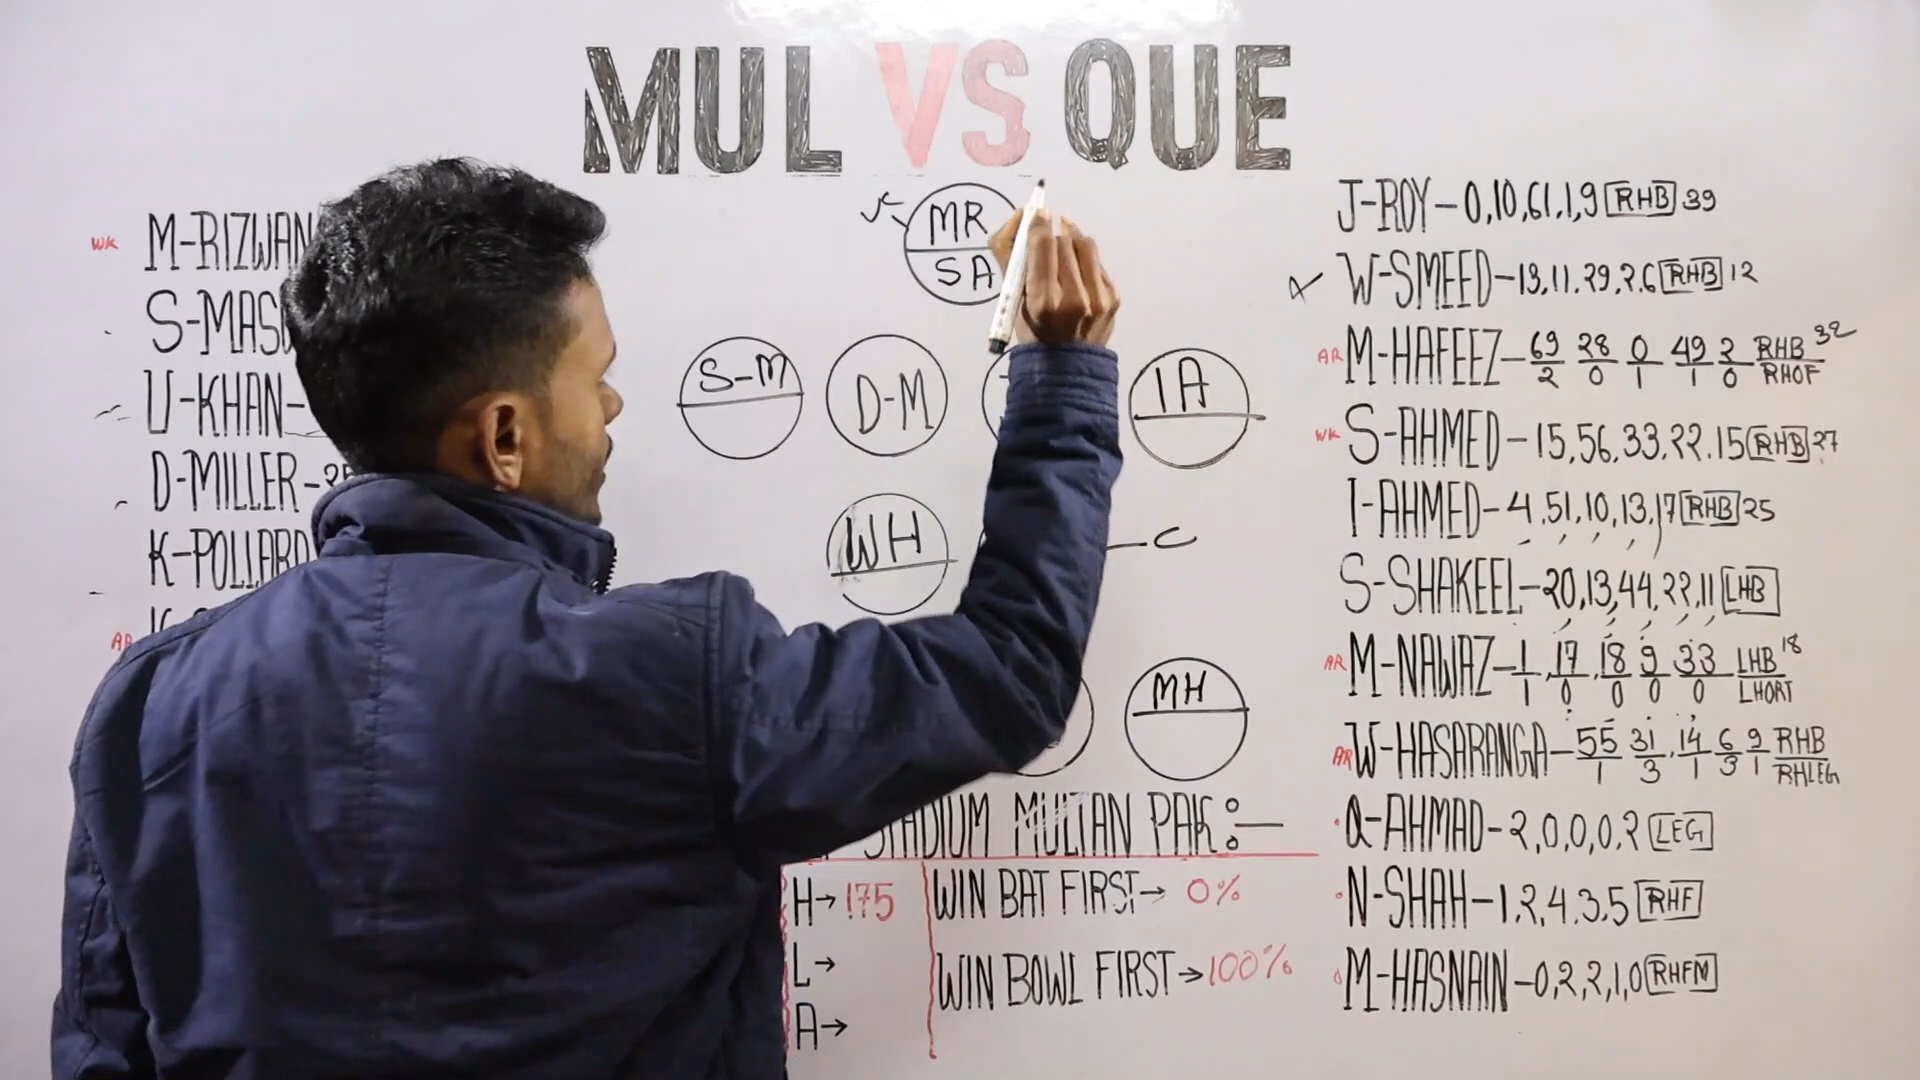 MUL VS QUE
WK M-RIZWAN
S-MAS
U-KHAN-
D-MILLER-
K-POLLARD
AR
VC
MR
SA
S-M
D-M
IA
WH
C
MH
STADIUM MULTAN PAK:-
H→ 175
L→
A→
WIN BAT FIRST→ 0%
WIN BOWL FIRST→ 100%
J-ROY-0,10,61,1,9 RHB 39
W-SMEED-13,11,29,2,6 RHB 12
AR M-HAFEEZ-69/2 28/0 0/1 49/1 2/0 RHB/RHOF 32
WK S-AHMED-15,56,33,22,15 RHB 27
I-AHMED-4,51,10,13,17 RHB 25
S-SHAKEEL-20,13,44,22,11 LHB
AR M-NAWAZ-1/1,17/0,18/0 9/0 33/0 LHB/LHORT 18
AR W-HASARANGA-55/1 31/3,14/1 6/3 9/1 RHB/RHLEG
Q-AHMAD-2,0,0,0,2 LEG
N-SHAH-1,2,4,3,5 RHF
M-HASNAIN-0,2,2,1,0 RHFM